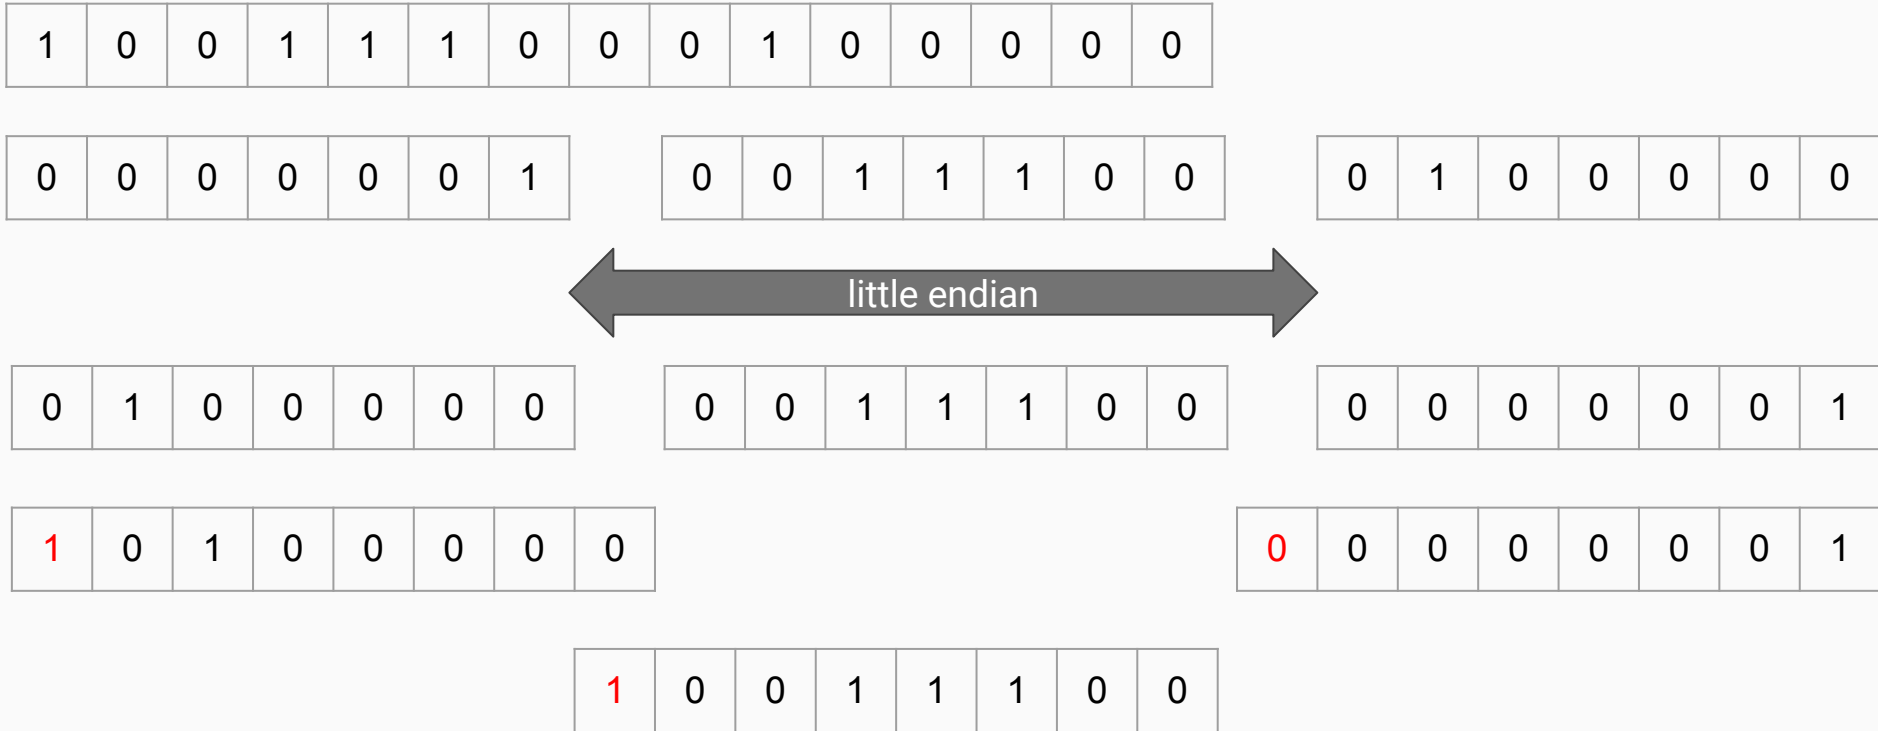 1 0 0 1 1 1 0 0 0 1 0 0 0 0 0
0 0 0 0 0 0 1 0 0 1 1 1 0 0 0 1 0 0 0 0 0
little endian
0 1 0 0 0 0 0 0 0 1 1 1 0 0 0 0 0 0 0 0 1
1 0 1 0 0 0 0 0 0 0 0 0 0 0 0 1
1 0 0 1 1 1 0 0